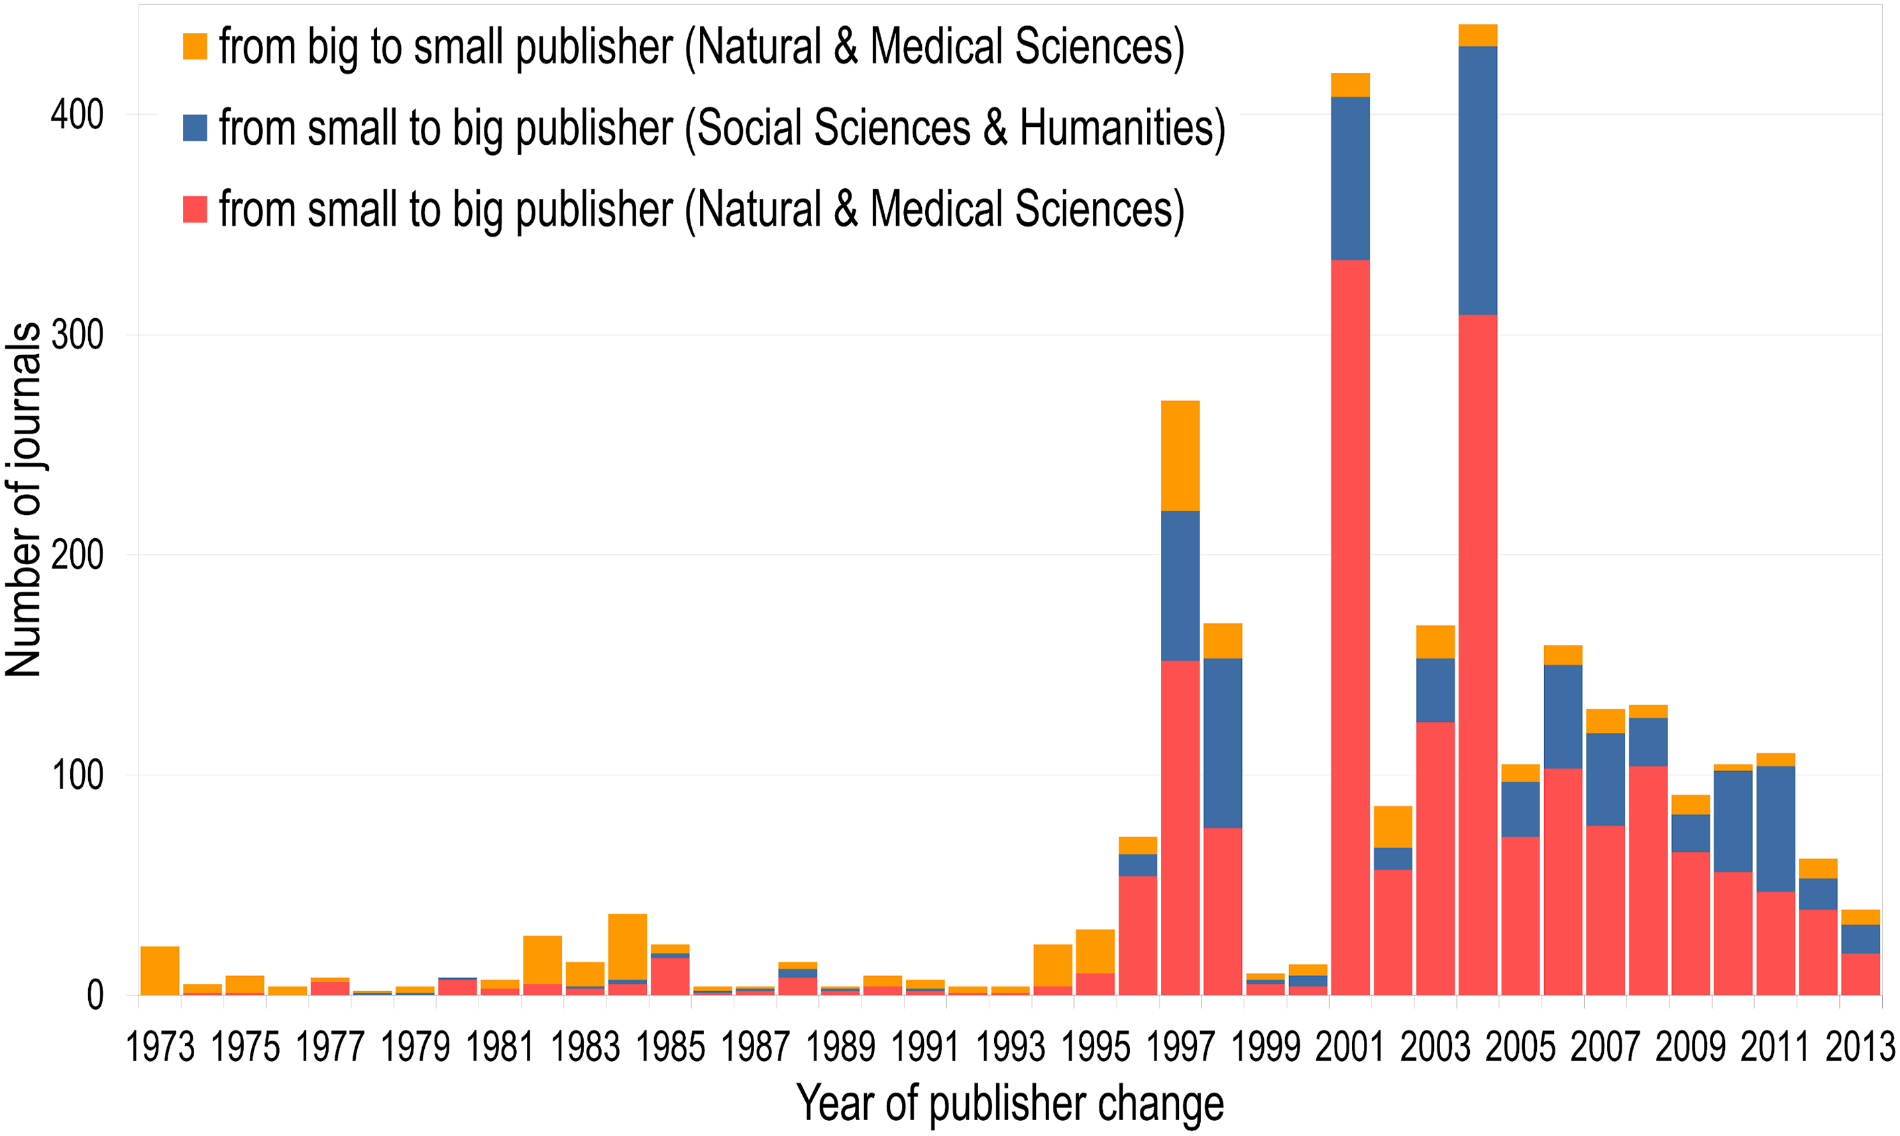 from big to small publisher (Natural & Medical Sciences)
from small to big publisher (Social Sciences & Humanities)
from small to big publisher (Natural & Medical Sciences)
Number of journals
400
300
200
100
0
1973 1975 1977 1979 1981 1983 1985 1987 1989 1991 1993 1995 1997 1999 2001 2003 2005 2007 2009 2011 2013
Year of publisher change